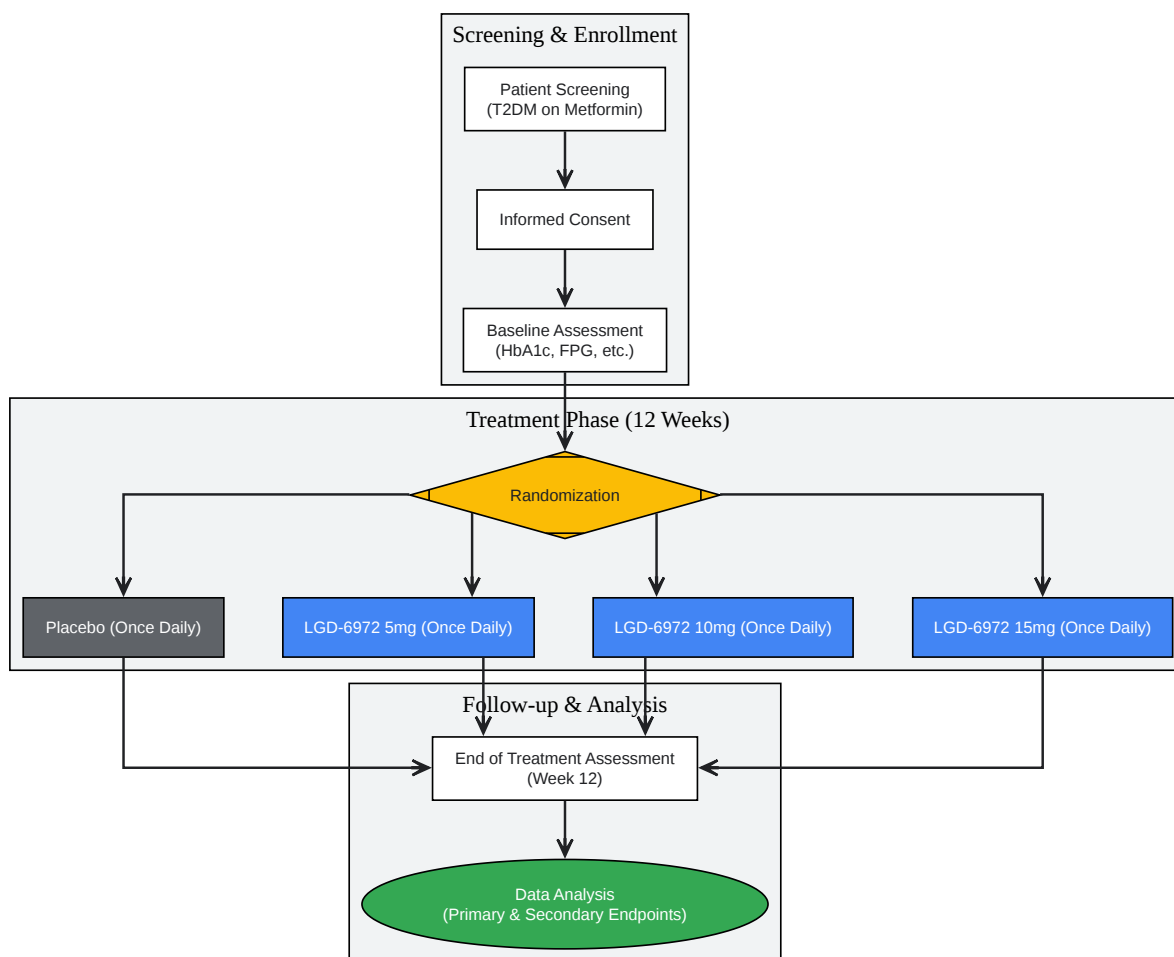 Screening & Enrollment
Patient Screening
(T2DM on Metformin)
Informed Consent
Baseline Assessment
(HbA1c, FPG, etc.)
Treatment Phase (12 Weeks)
Randomization
Placebo (Once Daily)
LGD-6972 5mg (Once Daily)
LGD-6972 10mg (Once Daily)
LGD-6972 15mg (Once Daily)
Follow-up & Analysis
End of Treatment Assessment
(Week 12)
Data Analysis
(Primary & Secondary Endpoints)